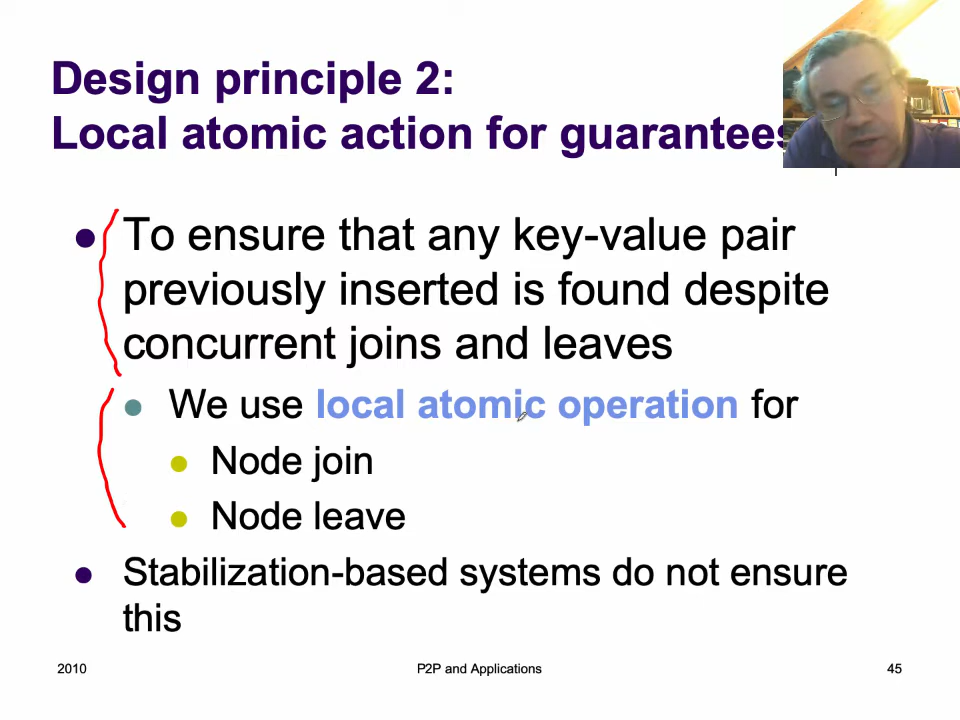 Design principle 2:
Local atomic action for guarantees
To ensure that any key-value pair
previously inserted is found despite
concurrent joins and leaves
We use local atomic operation for
Node join
Node leave
Stabilization-based systems do not ensure
this
2010
P2P and Applications
45